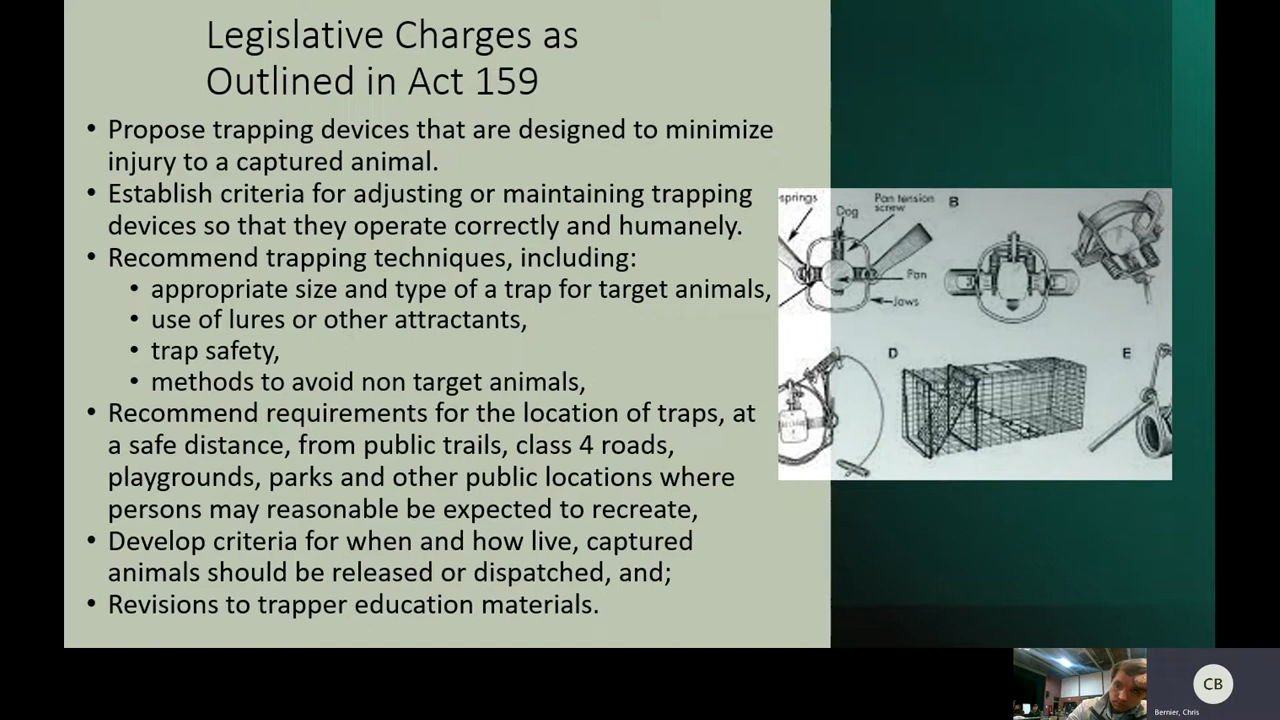 Legislative Charges as
Outlined in Act 159
• Propose trapping devices that are designed to minimize
injury to a captured animal.
• Establish criteria for adjusting or maintaining trapping
devices so that they operate correctly and humanely.
• Recommend trapping techniques, including:
• appropriate size and type of a trap for target animals,
• use of lures or other attractants,
• trap safety,
• methods to avoid non target animals,
• Recommend requirements for the location of traps, at
a safe distance, from public trails, class 4 roads,
playgrounds, parks and other public locations where
persons may reasonable be expected to recreate,
• Develop criteria for when and how live, captured
animals should be released or dispatched, and;
• Revisions to trapper education materials.
springs
Dog
Pan tension
screw
B
Pan
Jaws
D
E
CB
Bernier, Chris